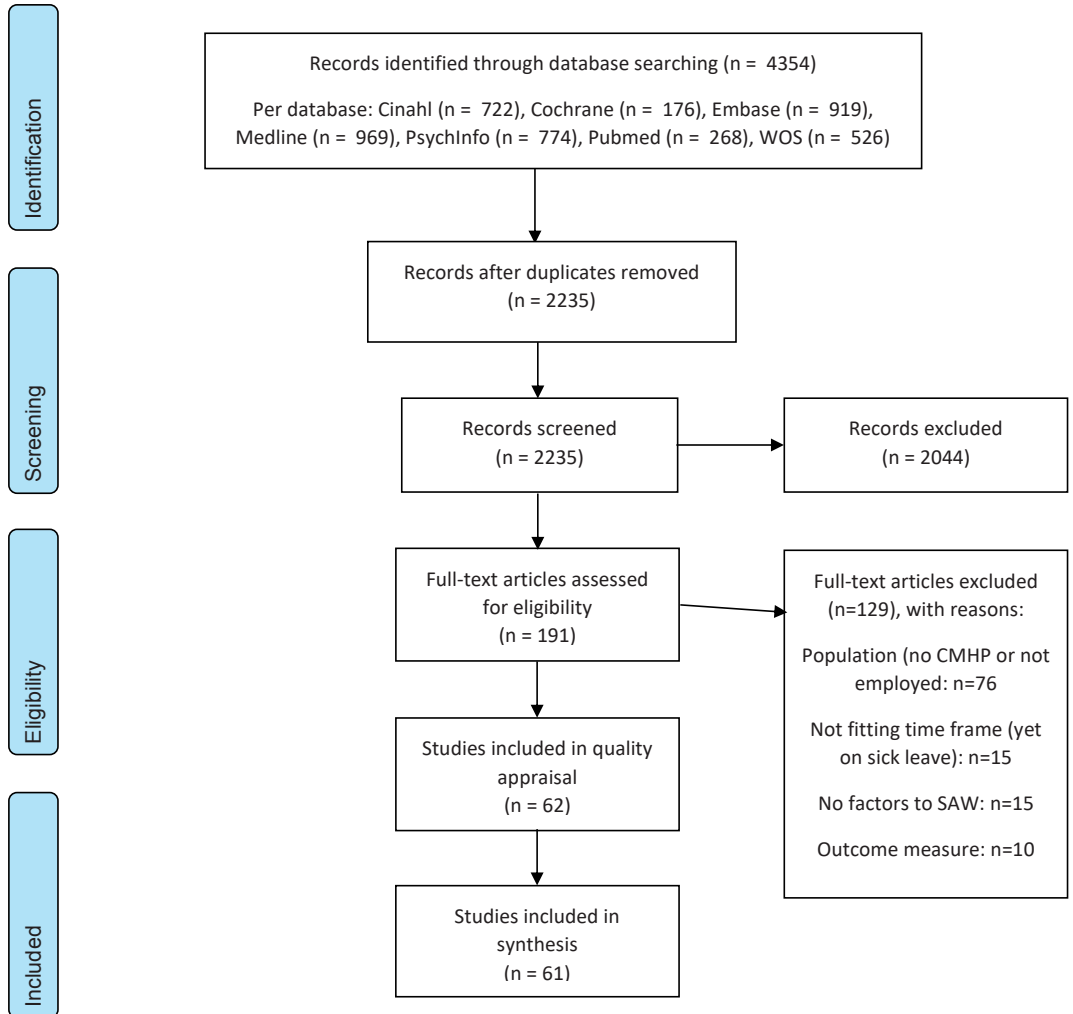 Identification
Records identified through database searching (n = 4354)
Per database: Cinahl (n = 722), Cochrane (n = 176), Embase (n = 919),
Medline (n = 969), PsychInfo (n = 774), Pubmed (n = 268), WOS (n = 526)
Screening
Records after duplicates removed
(n = 2235)
Records screened
(n = 2235)
Records excluded
(n = 2044)
Eligibility
Full-text articles assessed
for eligibility
(n = 191)
Full-text articles excluded
(n=129), with reasons:
Population (no CMHP or not
employed: n=76
Not fitting time frame (yet
on sick leave): n=15
No factors to SAW: n=15
Outcome measure: n=10
Studies included in quality
appraisal
(n = 62)
Included
Studies included in
synthesis
(n = 61)